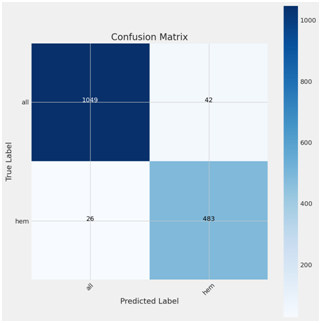 Confusion Matrix
1000
800
600
400
200
True Label
all
1049
42
hem
26
483
all
hem
Predicted Label